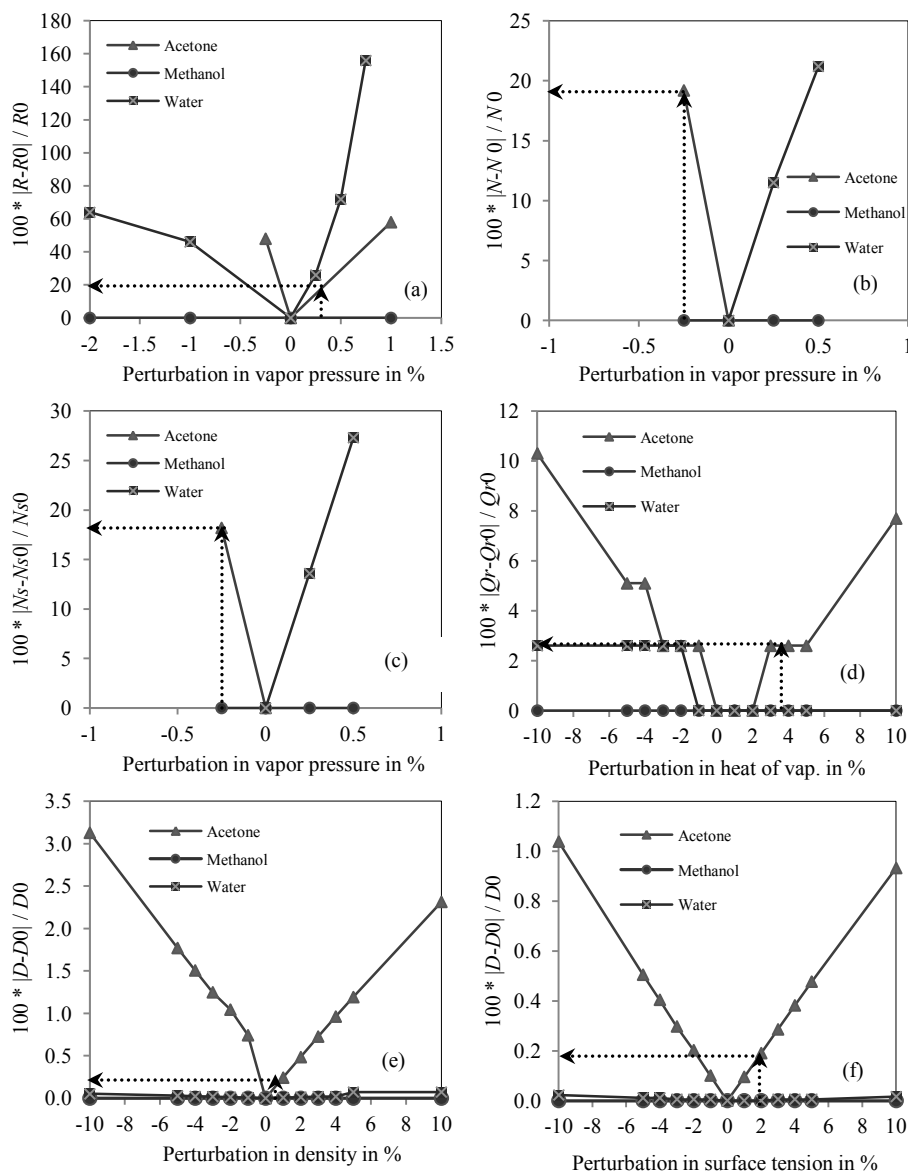 180
160
140
120
100
80
60
40
20
0
100 * |R-R0| / R0
Acetone
Methanol
Water
(a)
-2 -1.5 -1 -0.5 0 0.5 1 1.5
Perturbation in vapor pressure in %
25
20
15
10
5
0
100 * |N-N 0| / N 0
Acetone
Methanol
Water
(b)
-1 -0.5 0 0.5 1
Perturbation in vapor pressure in %
30
25
20
15
10
5
0
100 * |Ns-Ns0| / Ns0
Acetone
Methanol
Water
(c)
-1 -0.5 0 0.5 1
Perturbation in vapor pressure in %
12
10
8
6
4
2
0
100 * |Qr-Qr0| / Qr0
Acetone
Methanol
Water
(d)
-10 -8 -6 -4 -2 0 2 4 6 8 10
Perturbation in heat of vap. in %
3.5
3.0
2.5
2.0
1.5
1.0
0.5
0.0
100 * |D-D0| / D0
Acetone
Methanol
Water
(e)
-10 -8 -6 -4 -2 0 2 4 6 8 10
Perturbation in density in %
1.2
1.0
0.8
0.6
0.4
0.2
0.0
100 * |D-D0| / D0
Acetone
Methanol
Water
(f)
-10 -8 -6 -4 -2 0 2 4 6 8 10
Perturbation in surface tension in %